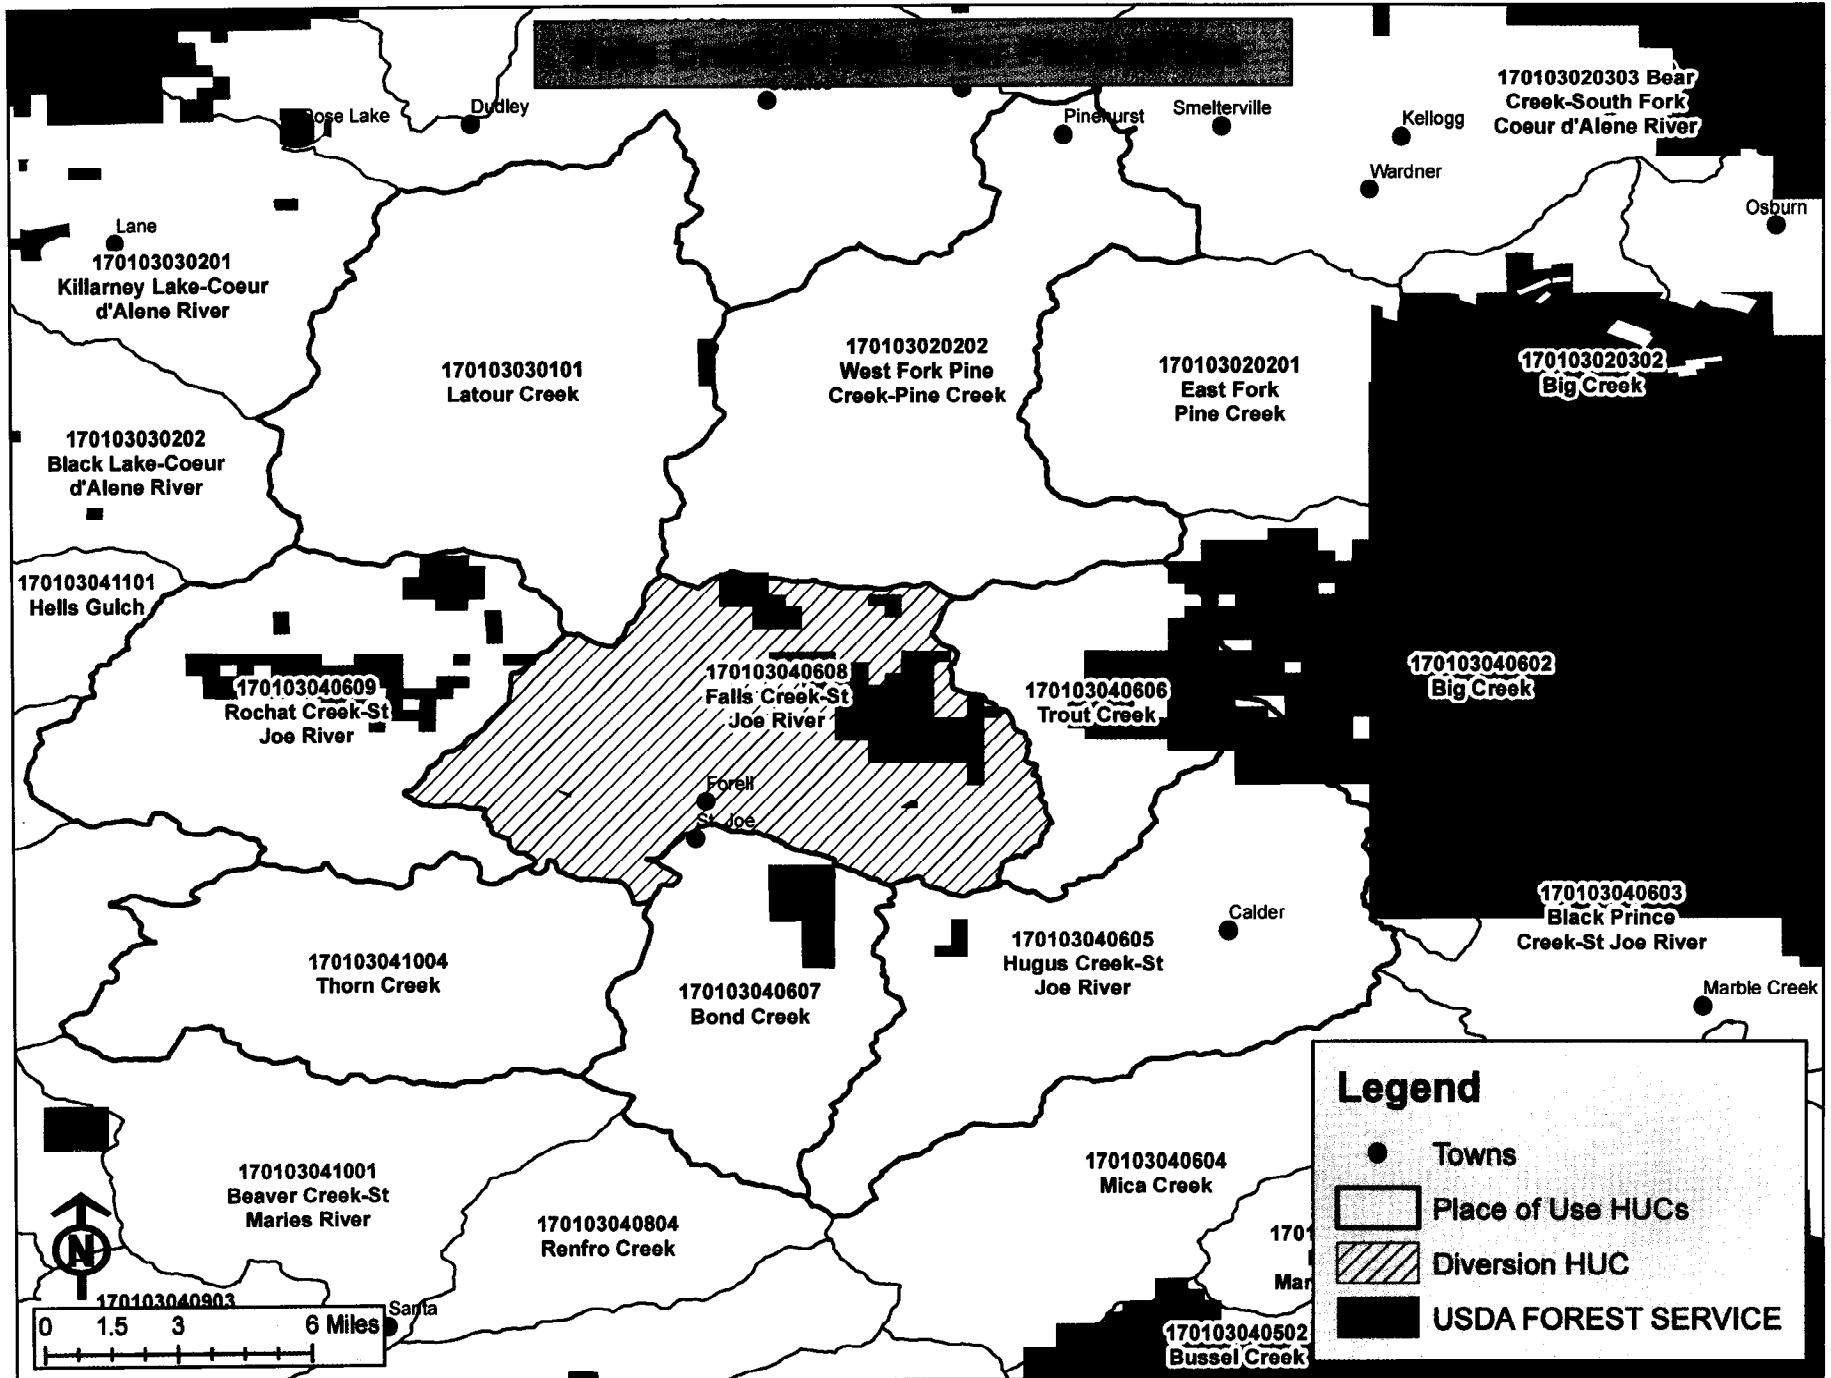 170103020303 Bear
Creek-South Fork
Coeur d'Alene River
Rose Lake
Dudley
Pinehurst
Smelterville
Kellogg
Wardner
Osburn
Lane
170103030201
Killarney Lake-Coeur
d'Alene River
170103030101
Latour Creek
170103020202
West Fork Pine
Creek-Pine Creek
170103020201
East Fork
Pine Creek
170103020302
Big Creek
170103030202
Black Lake-Coeur
d'Alene River
170103041101
Hells Gulch
170103040609
Rochat Creek-St
Joe River
170103040608
Falls Creek-St
Joe River
170103040606
Trout Creek
170103040602
Big Creek
Forell
St. Joe
170103040603
Black Prince
Creek-St Joe River
Calder
170103041004
Thorn Creek
170103040607
Bond Creek
170103040605
Hugus Creek-St
Joe River
Marble Creek
170103041001
Beaver Creek-St
Maries River
170103040804
Renfro Creek
170103040604
Mica Creek
1701
Mar
170103040502
Bussel Creek
170103040903
Santa
N
0 1.5 3 6 Miles
Legend
Towns
Place of Use HUCs
Diversion HUC
USDA FOREST SERVICE